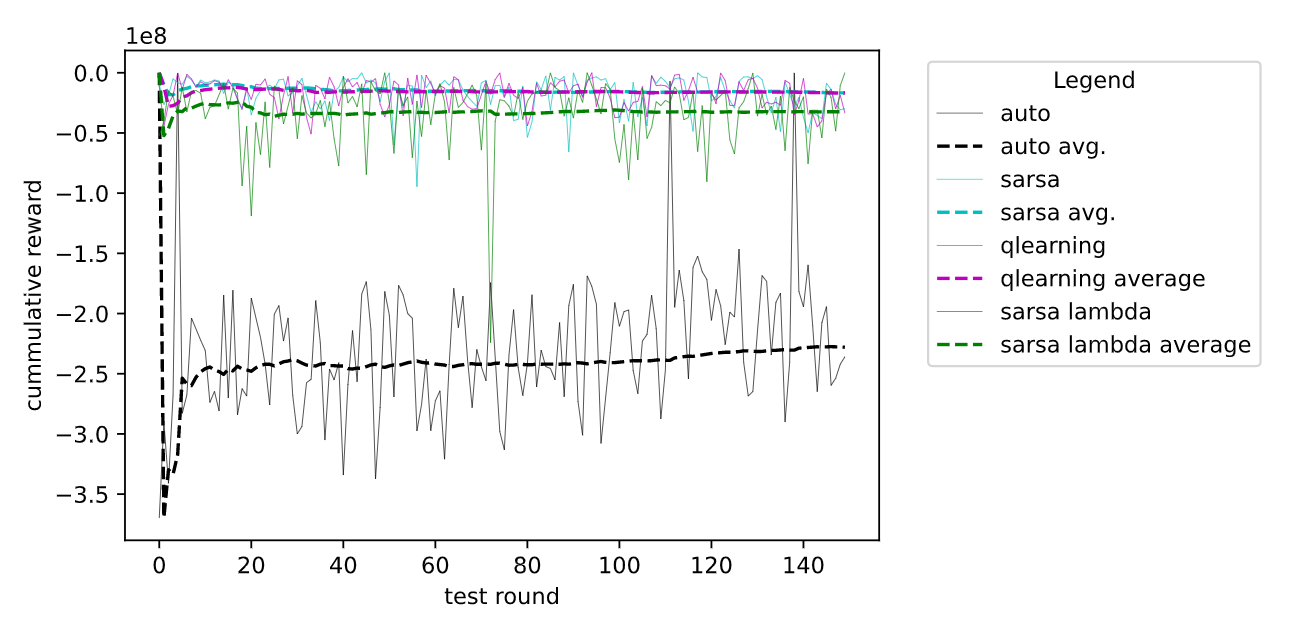 1e8
0.0
−0.5
−1.0
−1.5
−2.0
−2.5
−3.0
−3.5
cummulative reward
0 20 40 60 80 100 120 140
test round
Legend
auto
auto avg.
sarsa
sarsa avg.
qlearning
qlearning average
sarsa lambda
sarsa lambda average